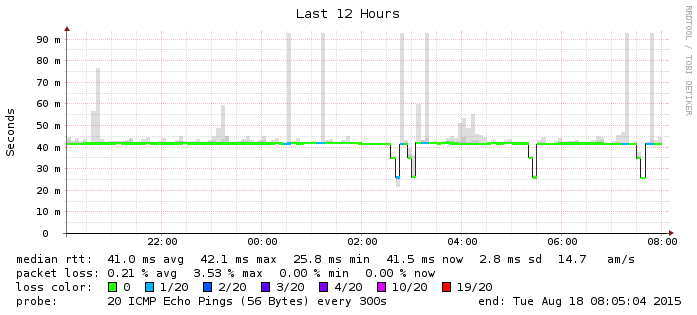 Last 12 Hours
RRDTOOL / TOBI OETIKER
Seconds
90 m
80 m
70 m
60 m
50 m
40 m
30 m
20 m
10 m
0
22:00 00:00 02:00 04:00 06:00 08:00
median rtt: 41.0 ms avg 42.1 ms max 25.8 ms min 41.5 ms now 2.8 ms sd 14.7 am/s
packet loss: 0.21 % avg 3.53 % max 0.00 % min 0.00 % now
loss color: 0 1/20 2/20 3/20 4/20 10/20 19/20
probe: 20 ICMP Echo Pings (56 Bytes) every 300s end: Tue Aug 18 08:05:04 2015